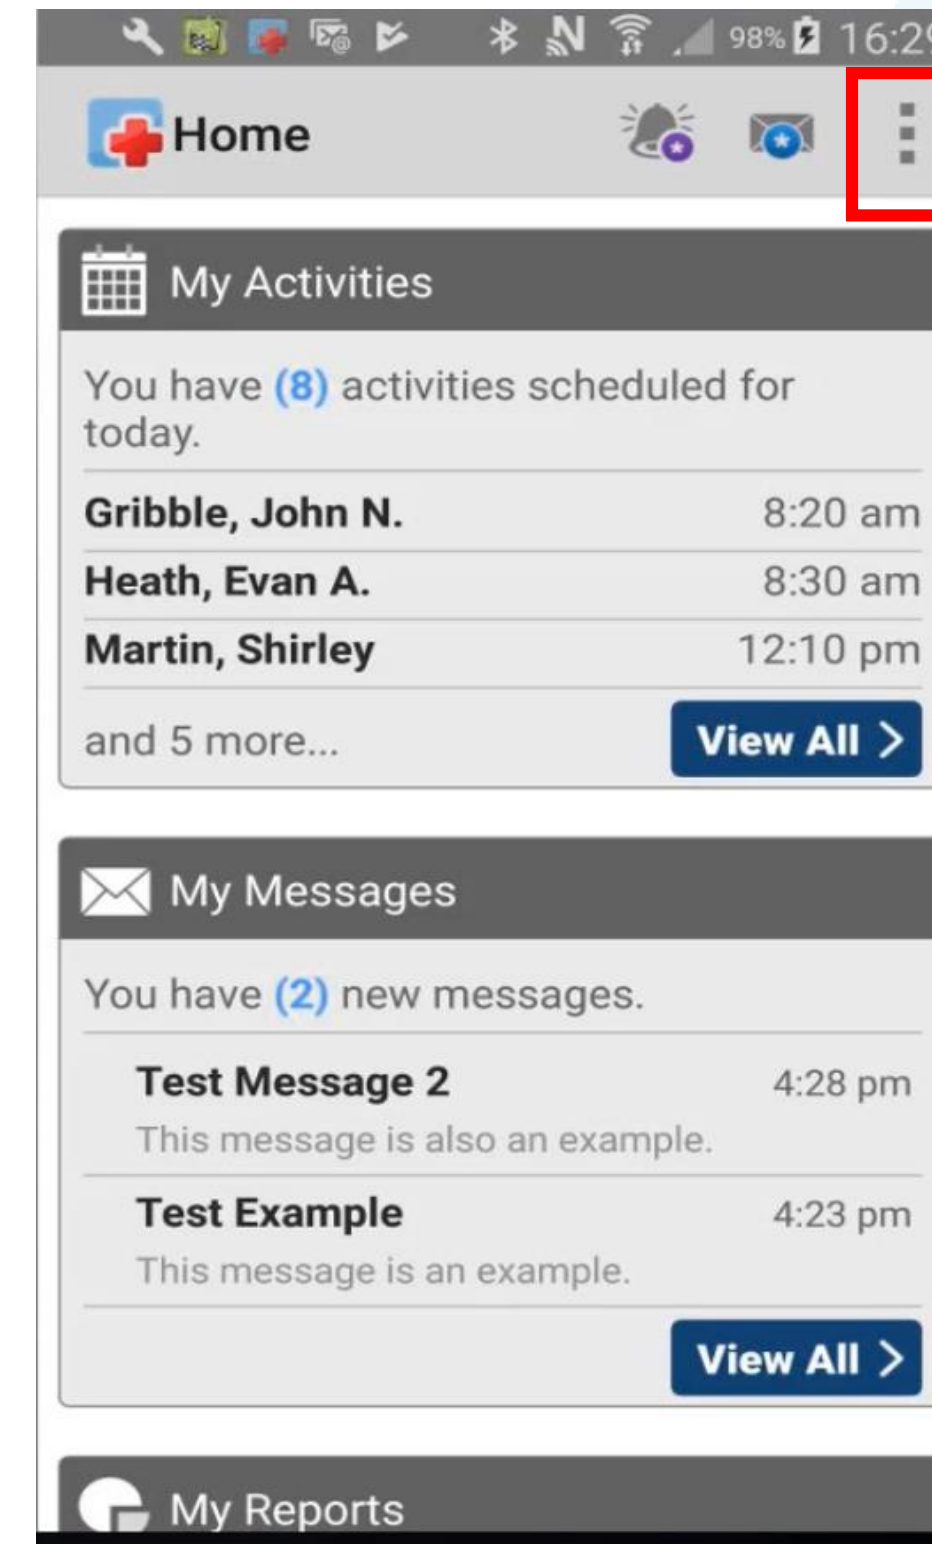 98% 16:29
Home
My Activities
You have (8) activities scheduled for
today.
Gribble, John N. 8:20 am
Heath, Evan A. 8:30 am
Martin, Shirley 12:10 pm
and 5 more... View All >
My Messages
You have (2) new messages.
Test Message 2 4:28 pm
This message is also an example.
Test Example 4:23 pm
This message is an example.
View All >
My Reports